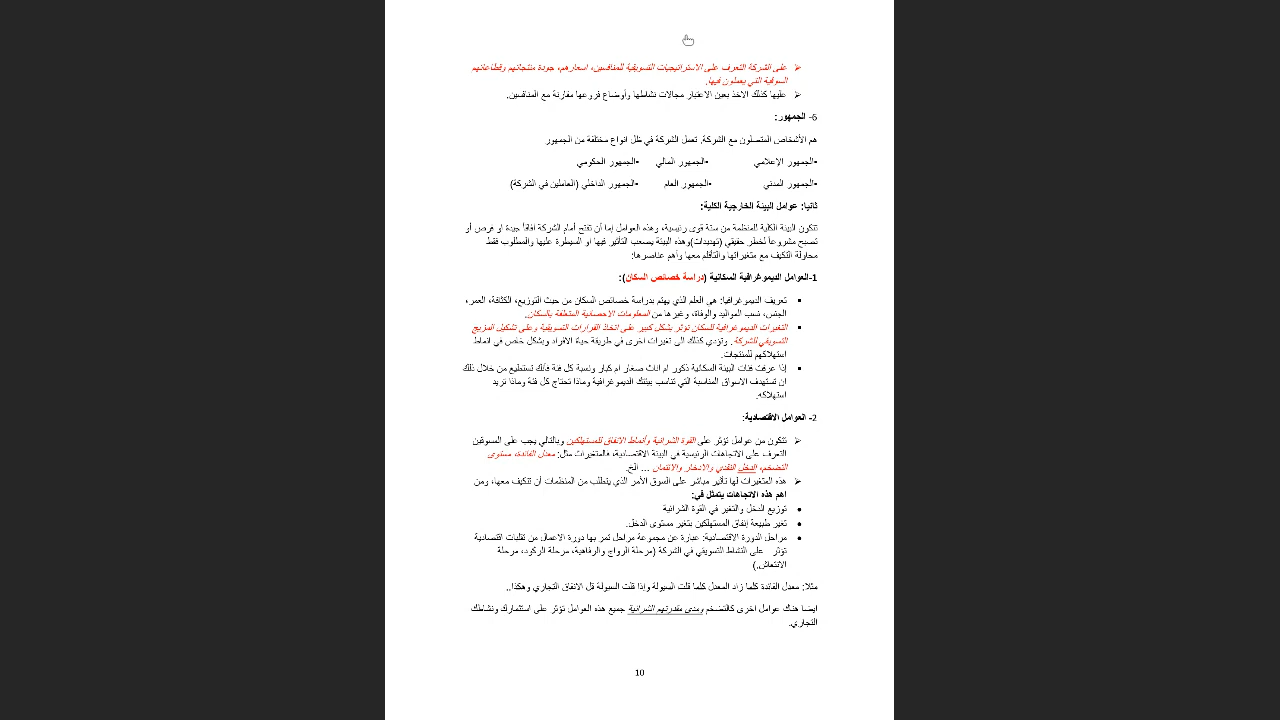 ➢ على الشركة التعرف على الاستراتيجيات التسويقية للمنافسين، اسعارهم، جودة منتجاتهم وقطاعاتهم
السوقية التي يعملون فيها.
➢ عليها كذلك الاخذ بعين الاعتبار مجالات نشاطها وأوضاع فروعها مقارنة مع المنافسين.
6- الجمهور:
هم الأشخاص المتصلون مع الشركة. تعمل الشركة في ظل انواع مختلفة من الجمهور
•الجمهور الإعلامي •الجمهور المالي •الجمهور الحكومي
•الجمهور المدني •الجمهور العام •الجمهور الداخلي (العاملين في الشركة)
ثانيا: عوامل البيئة الخارجية الكلية:
تتكون البيئة الكلية للمنظمة من ستة قوى رئيسية، وهذه العوامل إما أن تفتح أمام الشركة افاقاً جيدة او فرص أو
تصبح مشروعاً لخطر حقيقي (تهديدات)وهذه البيئة يصعب التأثير فيها او السيطرة عليها والمطلوب فقط
محاولة التكيف مع متغيراتها والتأقلم معها وأهم عناصرها:
1-العوامل الديموغرافية السكانية (دراسة خصائص السكان):
▪ تعريف الديموغرافيا: هي العلم الذي يهتم بدراسة خصائص السكان من حيث التوزيع، الكثافة، العمر،
الجنس، نسب المواليد والوفاة، وغيرها من المعلومات الاحصائية المتعلقة بالسكان.
▪ التغيرات الديموغرافية للسكان تؤثر بشكل كبير على اتخاذ القرارات التسويقية وعلى تشكيل المزيج
التسويقي للشركة. وتؤدي كذلك الى تغيرات اخرى في طريقة حياة الافراد وبشكل خاص في انماط
استهلاكهم للمنتجات.
▪ إذا عرفت فئات البيئة السكانية ذكور ام اناث صغار ام كبار ونسبة كل فئة فأنك تستطيع من خلال ذلك
ان تستهدف الاسواق المناسبة التي تناسب بيئتك الديموغرافية وماذا تحتاج كل فئة وماذا تريد
استهلاكه.
2- العوامل الاقتصادية:
➢ تتكون من عوامل تؤثر على القوة الشرائية وأنماط الانفاق للمستهلكين وبالتالي يجب على المسوقين
التعرف على الاتجاهات الرئيسية في البيئة الاقتصادية، فالمتغيرات مثل: معدل الفائدة، مستوى
التضخم، الدخل النقدي والادخار والائتمان ... الخ.
➢ هذه المتغيرات لها تأثير مباشر على السوق الأمر الذي يتطلب من المنظمات أن تتكيف معها، ومن
اهم هذه الاتجاهات يتمثل في:
• توزيع الدخل والتغير في القوة الشرائية
• تغير طبيعة إنفاق المستهلكين بتغير مستوى الدخل.
• مراحل الدورة الاقتصادية: عبارة عن مجموعة مراحل تمر بها دورة الاعمال من تقلبات اقتصادية
تؤثر على النشاط التسويقي في الشركة (مرحلة الرواج والرفاهية، مرحلة الركود، مرحلة
الانتعاش.)
مثلا: معدل الفائدة كلما زاد المعدل كلما قلت السيولة وإذا قلت السيولة قل الانفاق التجاري وهكذا..
ايضا هناك عوامل اخرى كالتضخم ومدى مقدرتهم الشرائية جميع هذه العوامل تؤثر على استثمارك ونشاطك
التجاري.
10